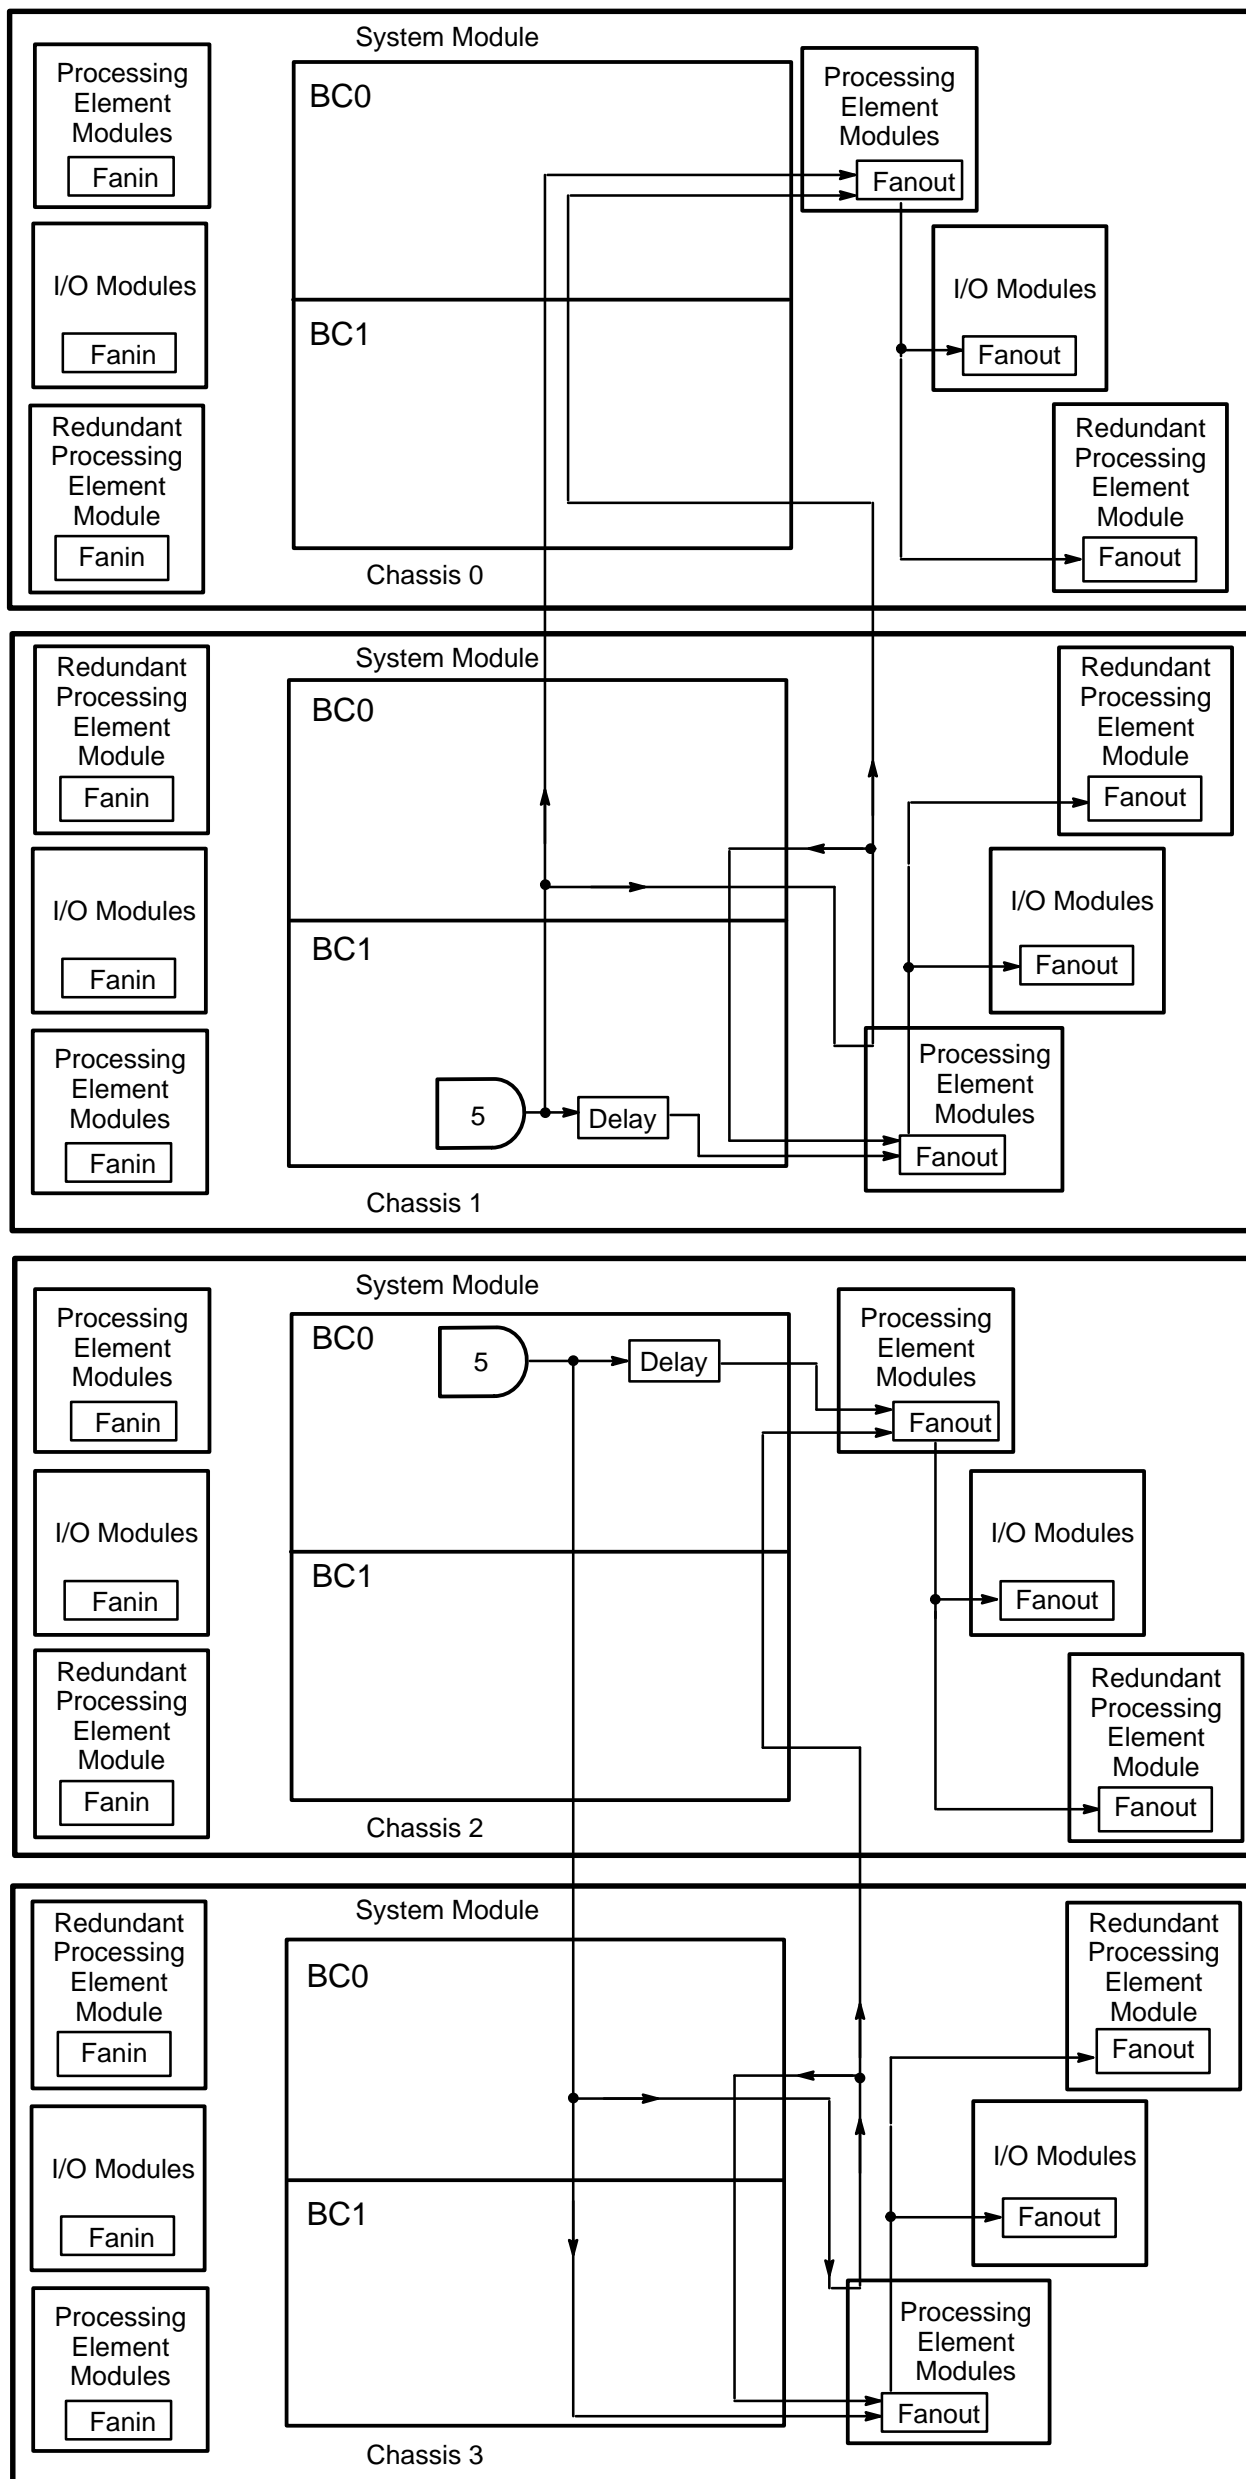 System Module
Processing
Element
Modules
Fanin
BC0
Processing
Element
Modules
Fanout
I/O Modules
Fanin
I/O Modules
Fanout
BC1
Redundant
Processing
Element
Module
Fanin
Redundant
Processing
Element
Module
Fanout
Chassis 0
System Module
Redundant
Processing
Element
Module
Fanin
BC0
Redundant
Processing
Element
Module
Fanout
I/O Modules
Fanin
I/O Modules
Fanout
BC1
Processing
Element
Modules
Fanin
5
Delay
Processing
Element
Modules
Fanout
Chassis 1
System Module
Processing
Element
Modules
Fanin
BC0
5
Delay
Processing
Element
Modules
Fanout
I/O Modules
Fanin
I/O Modules
Fanout
BC1
Redundant
Processing
Element
Module
Fanin
Redundant
Processing
Element
Module
Fanout
Chassis 2
System Module
Redundant
Processing
Element
Module
Fanin
BC0
Redundant
Processing
Element
Module
Fanout
I/O Modules
Fanin
I/O Modules
Fanout
BC1
Processing
Element
Modules
Fanin
Processing
Element
Modules
Fanout
Chassis 3